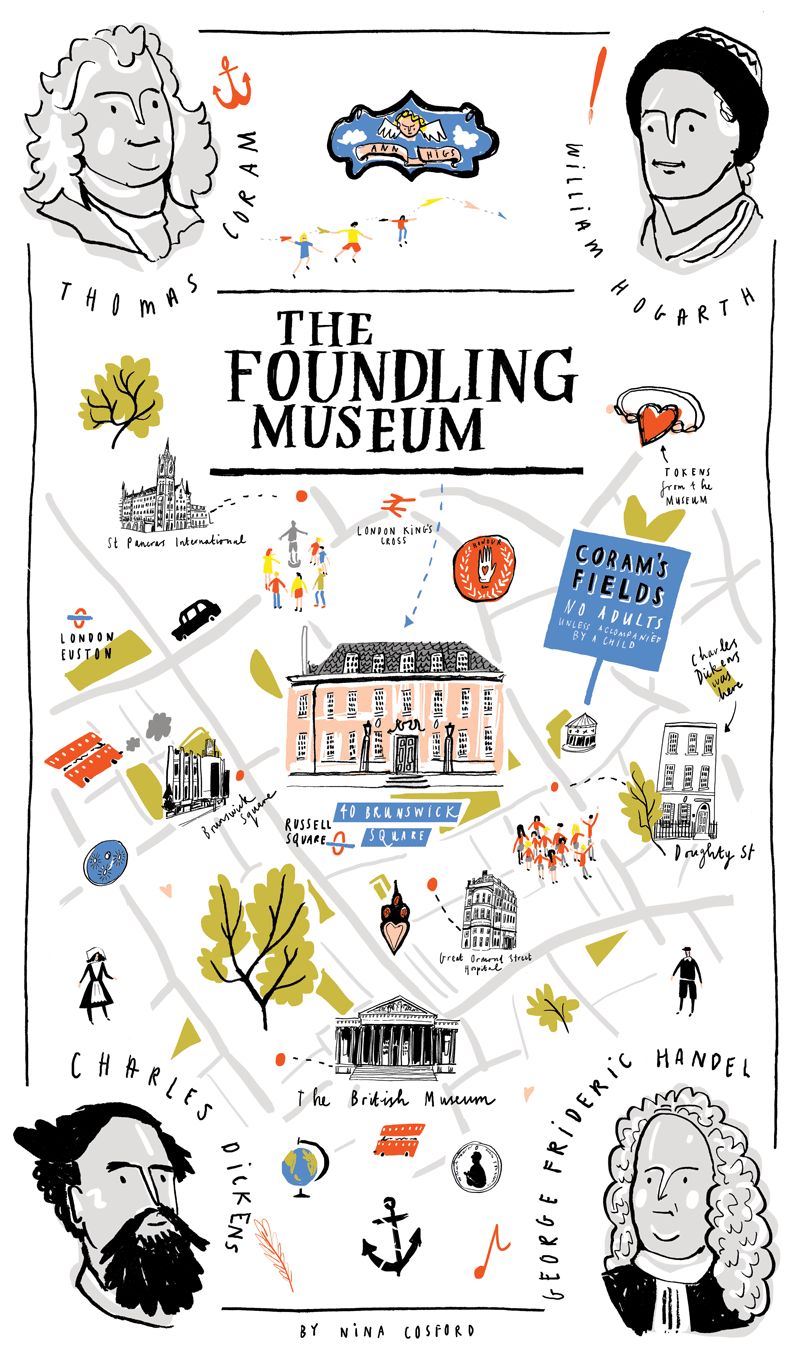 THOMAS CORAM
WILLIAM HOGARTH
ANN HIGS
THE
FOUNDLING
MUSEUM
TOKENS
from the
MUSEUM
St Pancras International
LONDON KING'S
CROSS
HONOUR
CORAM'S
FIELDS
NO ADULTS
UNLESS ACCOMPANIED
BY A CHILD
LONDON
EUSTON
Charles
Dickens
was
here
Brunswick
Square
40 BRUNSWICK
SQUARE
RUSSELL
SQUARE
Doughty St
Great Ormond Street
Hospital
The British Museum
CHARLES DICKENS
GEORGE FRIDERIC HANDEL
BY NINA COSFORD